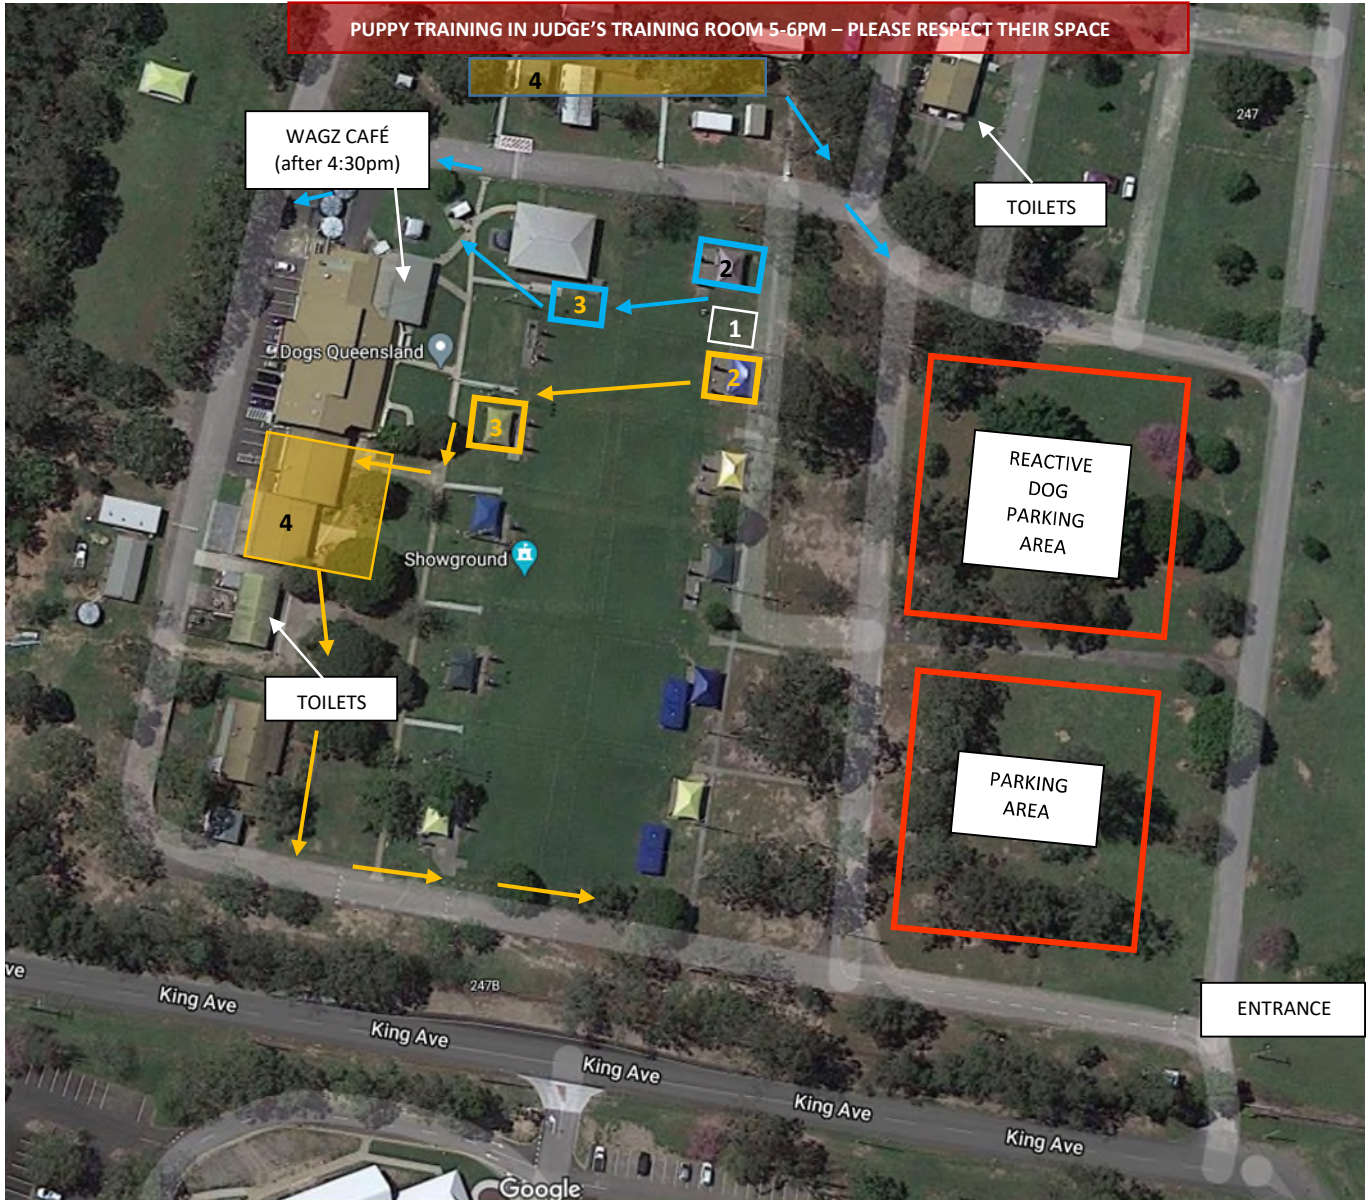 PUPPY TRAINING IN JUDGE'S TRAINING ROOM 5-6PM – PLEASE RESPECT THEIR SPACE
4
247
WAGZ CAFÉ
(after 4:30pm)
TOILETS
2
3
1
Dogs Queensland
2
3
REACTIVE
DOG
PARKING
AREA
4
Showground
TOILETS
PARKING
AREA
ve
247B
ENTRANCE
King Ave
King Ave
King Ave
King Ave
King Ave
Google